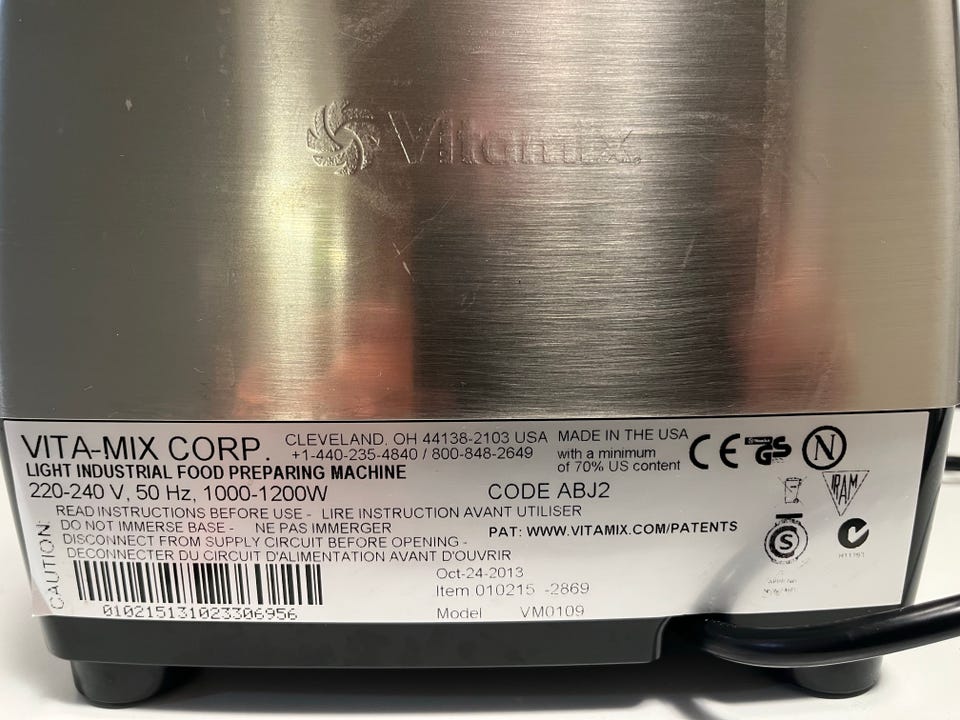 Vitamix
VITA-MIX CORP.
CLEVELAND, OH 44138-2103 USA
+1-440-235-4840 / 800-848-2649
MADE IN THE USA
with a minimum
of 70% US content
CE
GS
N
LIGHT INDUSTRIAL FOOD PREPARING MACHINE
220-240 V, 50 Hz, 1000-1200W
CODE ABJ2
IRAM
READ INSTRUCTIONS BEFORE USE - LIRE INSTRUCTION AVANT UTILISER
CAUTION:
DO NOT IMMERSE BASE - NE PAS IMMERGER
PAT: WWW.VITAMIX.COM/PATENTS
DISCONNECT FROM SUPPLY CIRCUIT BEFORE OPENING -
DECONNECTER DU CIRCUIT D'ALIMENTATION AVANT D'OUVRIR
S
Oct-24-2013
Item 010215 -2869
010215131023306956
Model VM0109